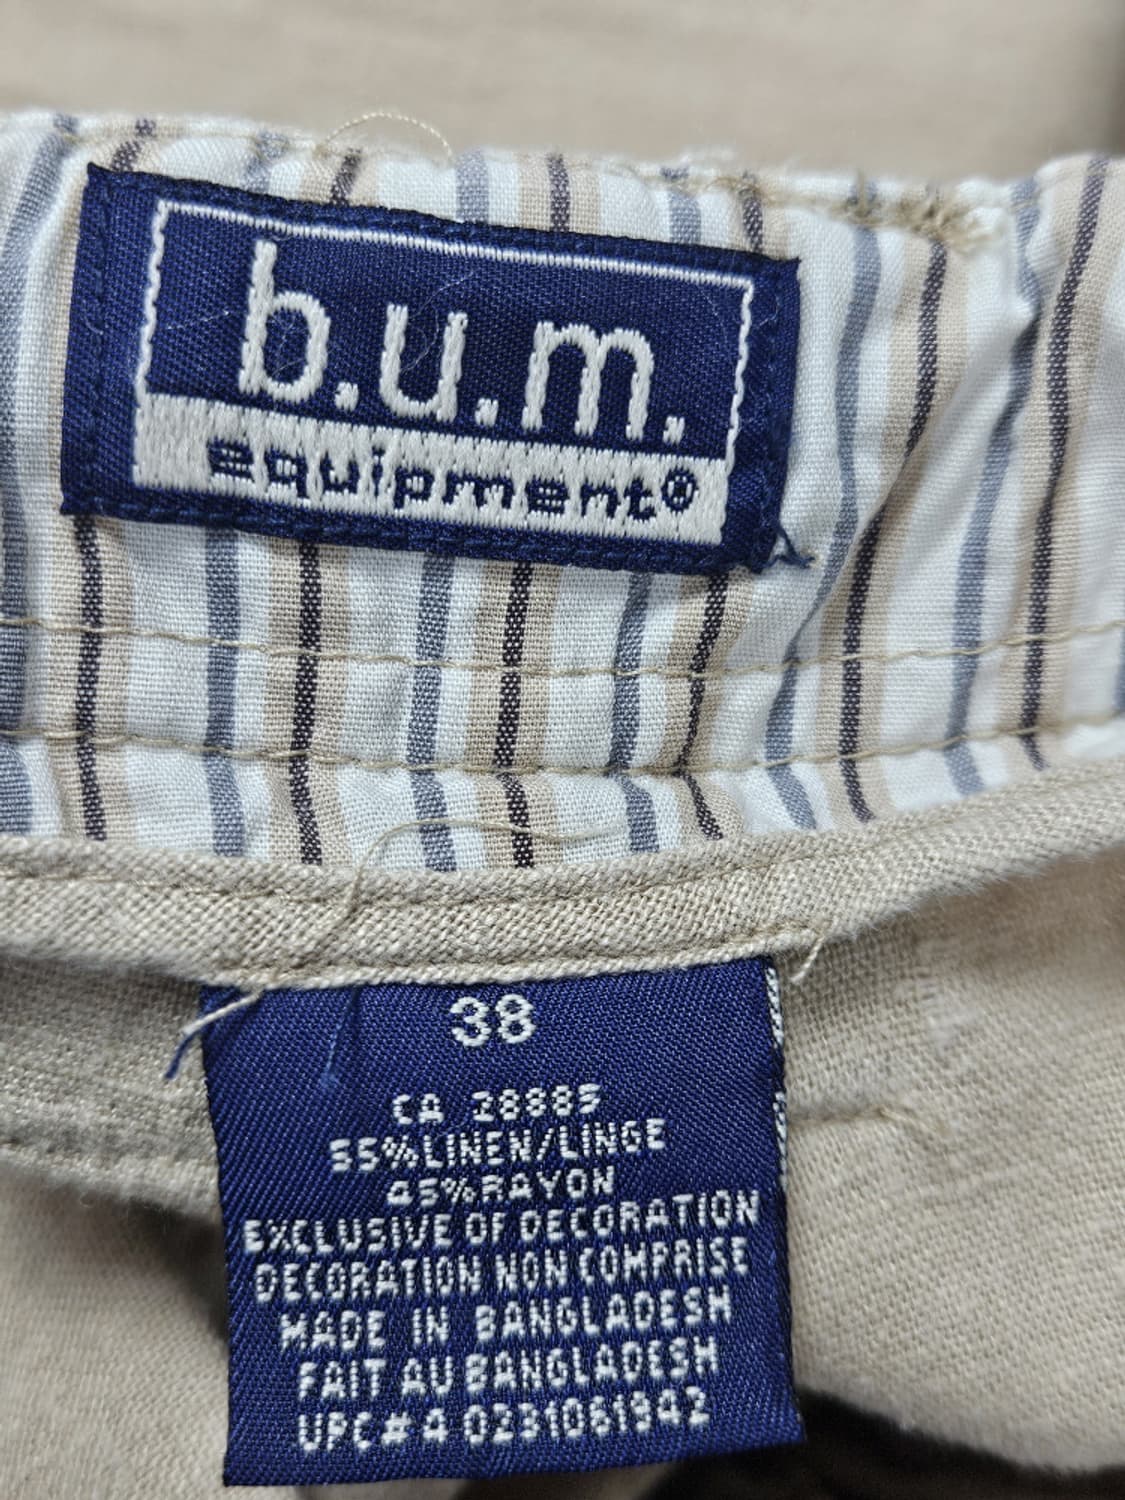 b.u.m.
equipment®
38
CA 28885
55%LINEN/LINGE
45%RAYON
EXCLUSIVE OF DECORATION
DECORATION NON COMPRISE
MADE IN BANGLADESH
FAIT AU BANGLADESH
UPC#4 0231081942